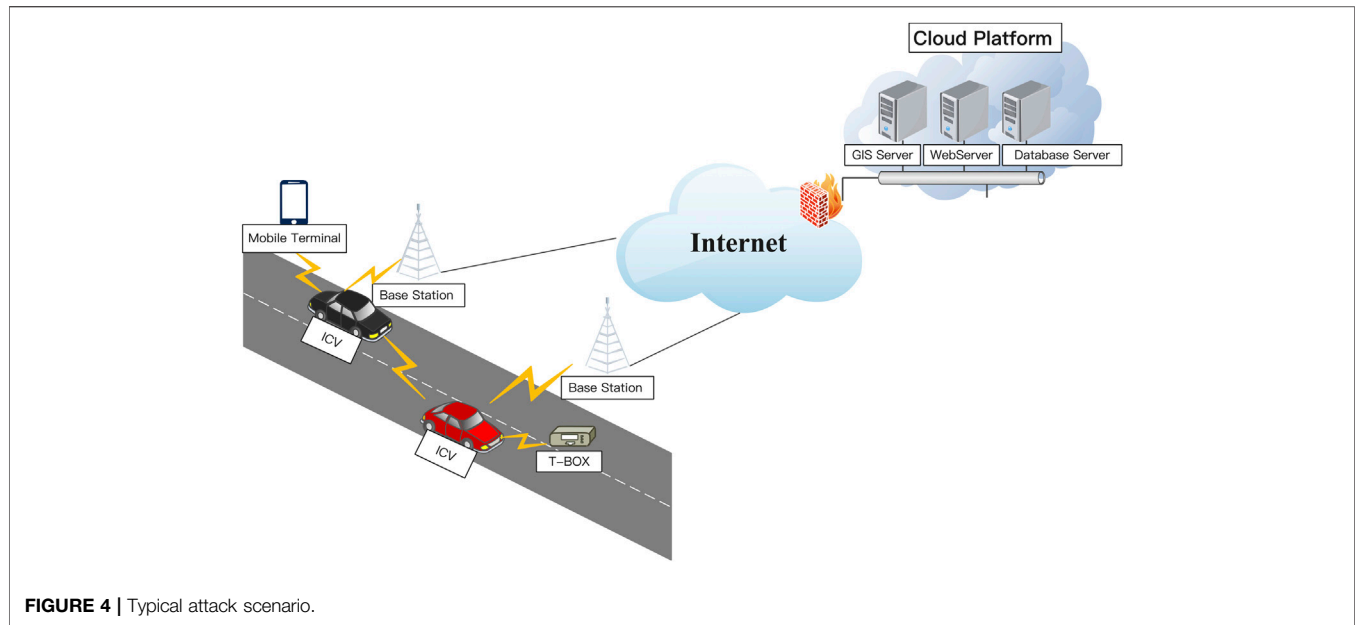 Cloud Platform
GIS Server
WebServer
Database Server
Internet
Mobile Terminal
Base Station
ICV
Base Station
ICV
T-BOX
FIGURE 4 | Typical attack scenario.